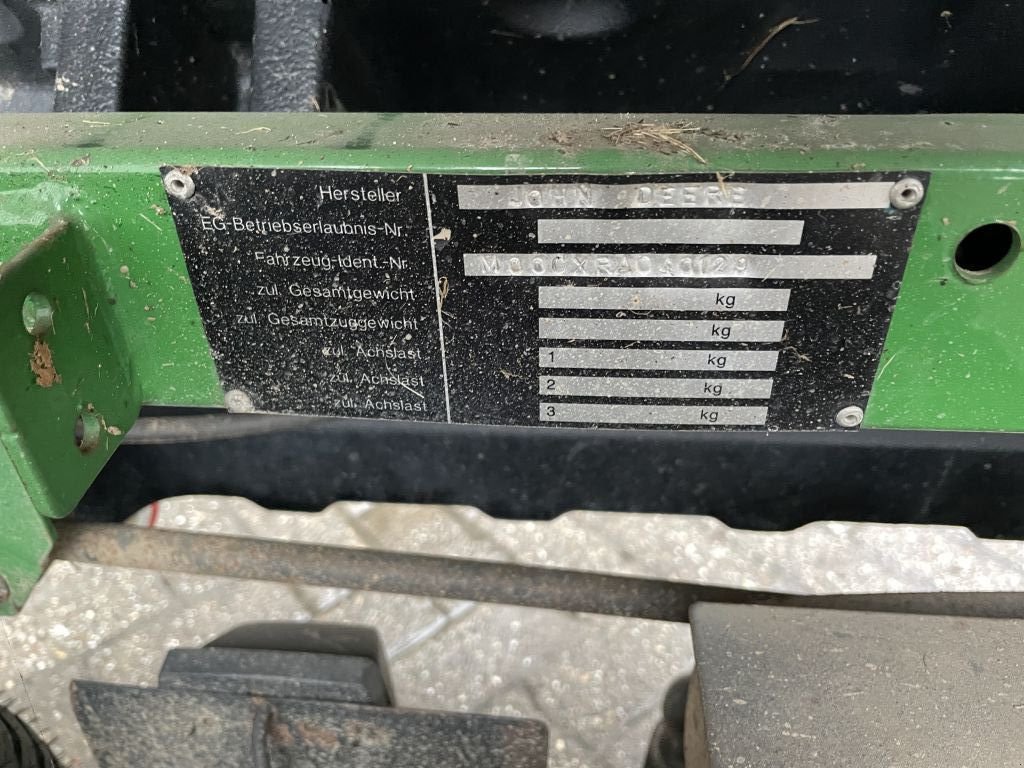 Hersteller JOHN DEERE
EG-Betriebserlaubnis-Nr.
Fahrzeug-Ident.-Nr.
zul. Gesamtgewicht kg
zul. Gesamtzuggewicht kg
zul. Achslast 1 kg
zul. Achslast 2 kg
zul. Achslast 3 kg